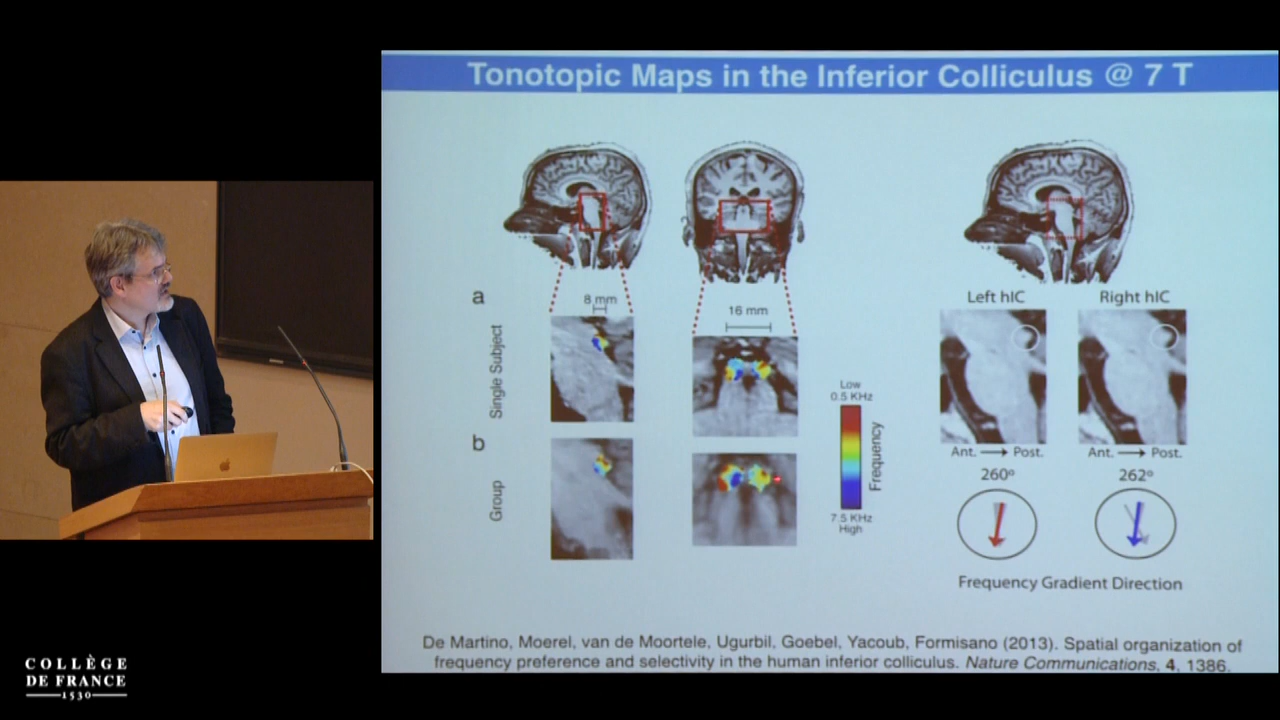 Tonotopic Maps in the Inferior Colliculus @ 7 T
a
8 mm
16 mm
Single Subject
b
Group
Low
0.5 KHz
Frequency
7.5 KHz
High
Left hIC
Right hIC
Ant. → Post.
Ant. → Post.
260º
262º
Frequency Gradient Direction
De Martino, Moerel, van de Moortele, Ugurbil, Goebel, Yacoub, Formisano (2013). Spatial organization of
frequency preference and selectivity in the human inferior colliculus. Nature Communications, 4, 1386.
COLLÈGE
DE FRANCE
1530